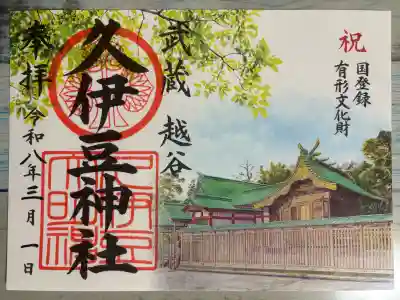 祝
国登録
有形文化財
武蔵 越谷
久伊豆神社
奉拝
令和八年三月一日